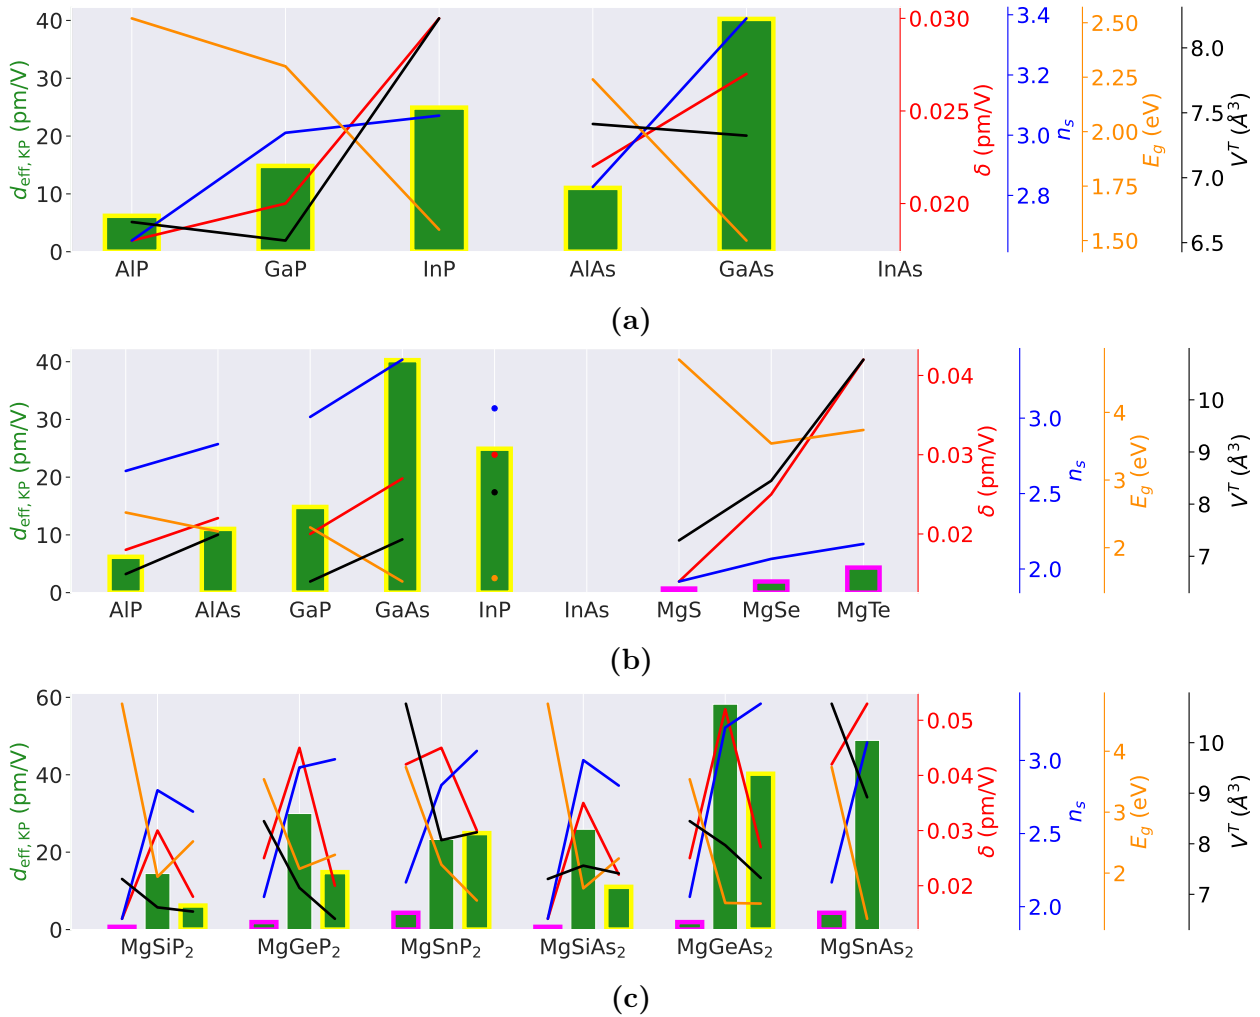 40
30
20
10
0
d_eff,KP (pm/V)
AlP GaP InP AlAs GaAs InAs
0.030
0.025
0.020
δ (pm/V)
3.4
3.2
3.0
2.8
n_s
2.50
2.25
2.00
1.75
1.50
E_g (eV)
8.0
7.5
7.0
6.5
V^T (Å^3)
(a)
40
30
20
10
0
d_eff,KP (pm/V)
AlP AlAs GaP GaAs InP InAs MgS MgSe MgTe
0.04
0.03
0.02
δ (pm/V)
3.0
2.5
2.0
n_s
4
3
2
E_g (eV)
10
9
8
7
V^T (Å^3)
(b)
60
40
20
0
d_eff,KP (pm/V)
MgSiP₂ MgGeP₂ MgSnP₂ MgSiAs₂ MgGeAs₂ MgSnAs₂
0.05
0.04
0.03
0.02
δ (pm/V)
3.0
2.5
2.0
n_s
4
3
2
E_g (eV)
10
9
8
7
V^T (Å^3)
(c)